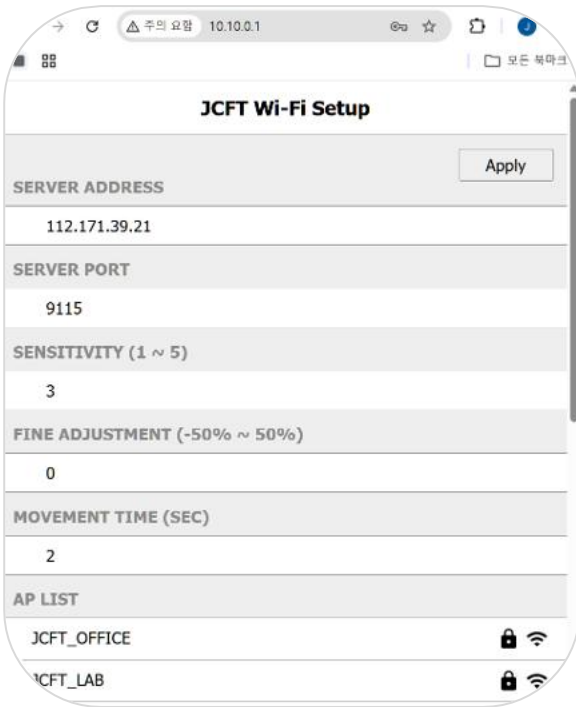 주의 요함 10.10.0.1
모든 북마크
JCFT Wi-Fi Setup
Apply
SERVER ADDRESS
112.171.39.21
SERVER PORT
9115
SENSITIVITY (1 ~ 5)
3
FINE ADJUSTMENT (-50% ~ 50%)
0
MOVEMENT TIME (SEC)
2
AP LIST
JCFT_OFFICE
JCFT_LAB